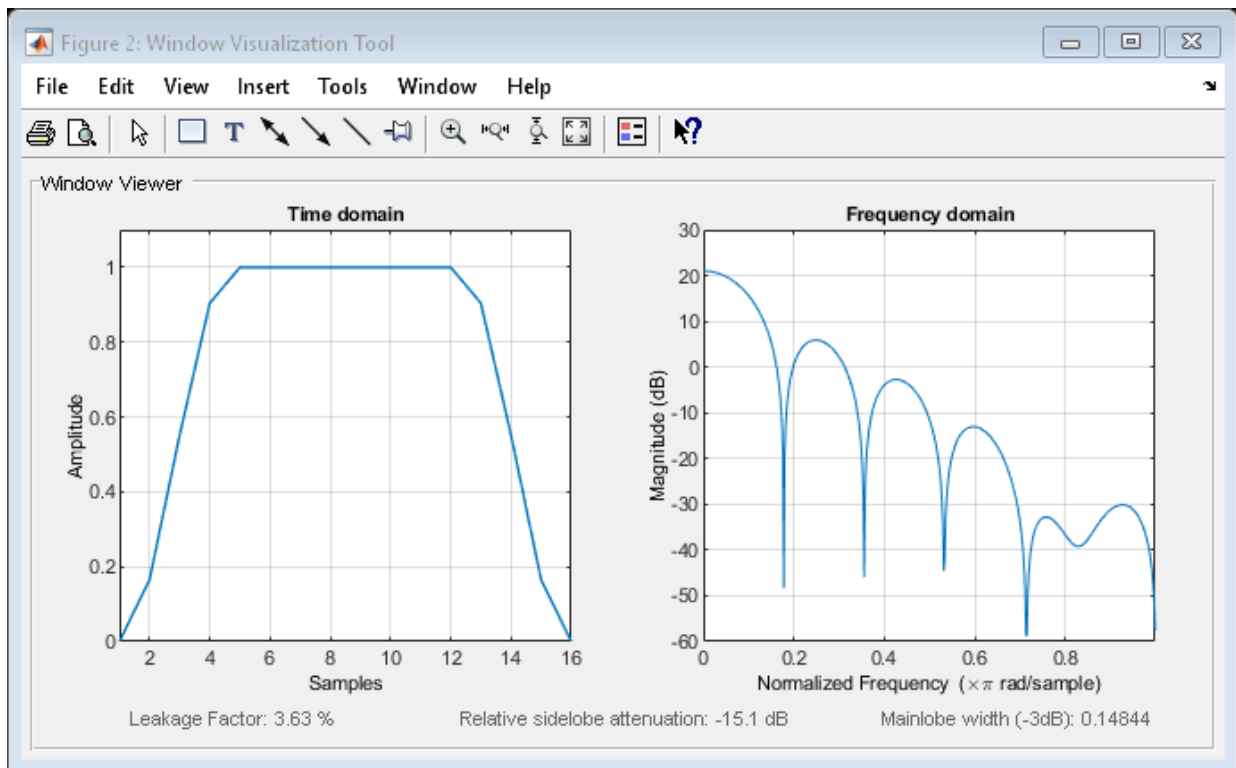 Figure 2: Window Visualization Tool
File Edit View Insert Tools Window Help
T
?
Window Viewer
Time domain
Amplitude
1
0.8
0.6
0.4
0.2
0
2 4 6 8 10 12 14 16
Samples
Frequency domain
Magnitude (dB)
30
20
10
0
-10
-20
-30
-40
-50
-60
0 0.2 0.4 0.6 0.8
Normalized Frequency (×π rad/sample)
Leakage Factor: 3.63 % Relative sidelobe attenuation: -15.1 dB Mainlobe width (-3dB): 0.14844